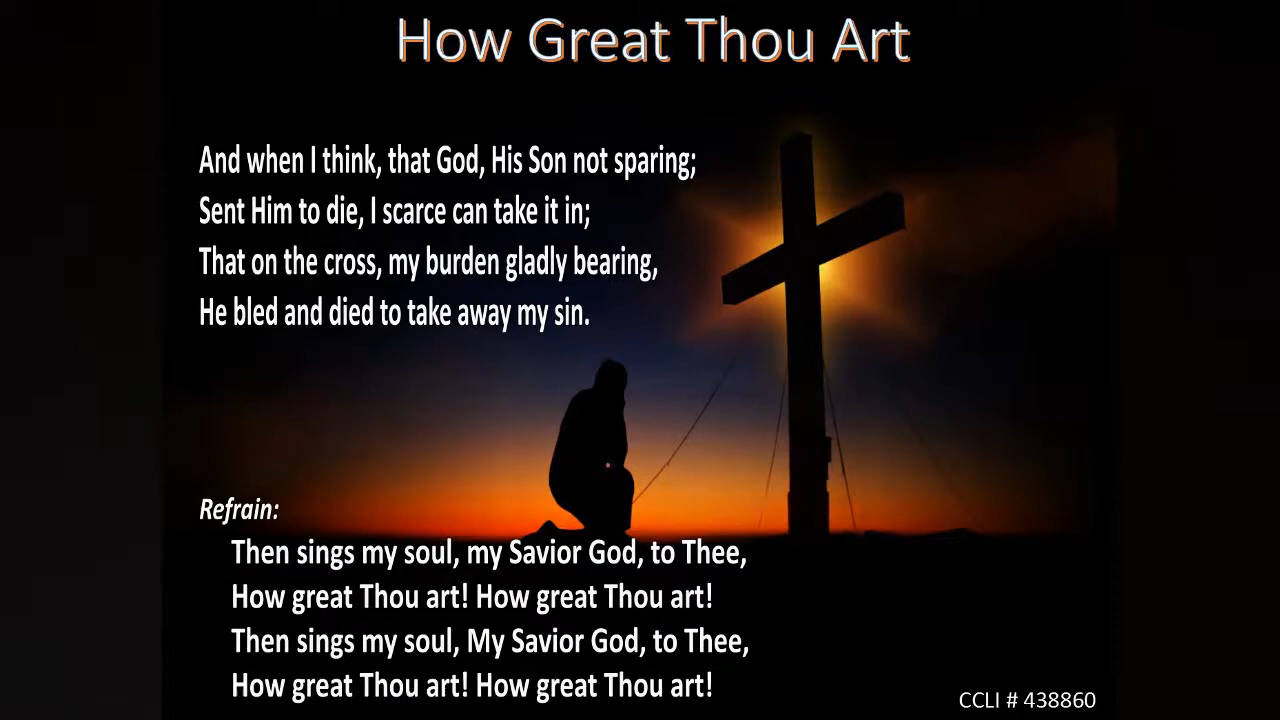 How Great Thou Art
And when I think, that God, His Son not sparing;
Sent Him to die, I scarce can take it in;
That on the cross, my burden gladly bearing,
He bled and died to take away my sin.
Refrain:
Then sings my soul, my Savior God, to Thee,
How great Thou art! How great Thou art!
Then sings my soul, My Savior God, to Thee,
How great Thou art! How great Thou art!
CCLI # 438860